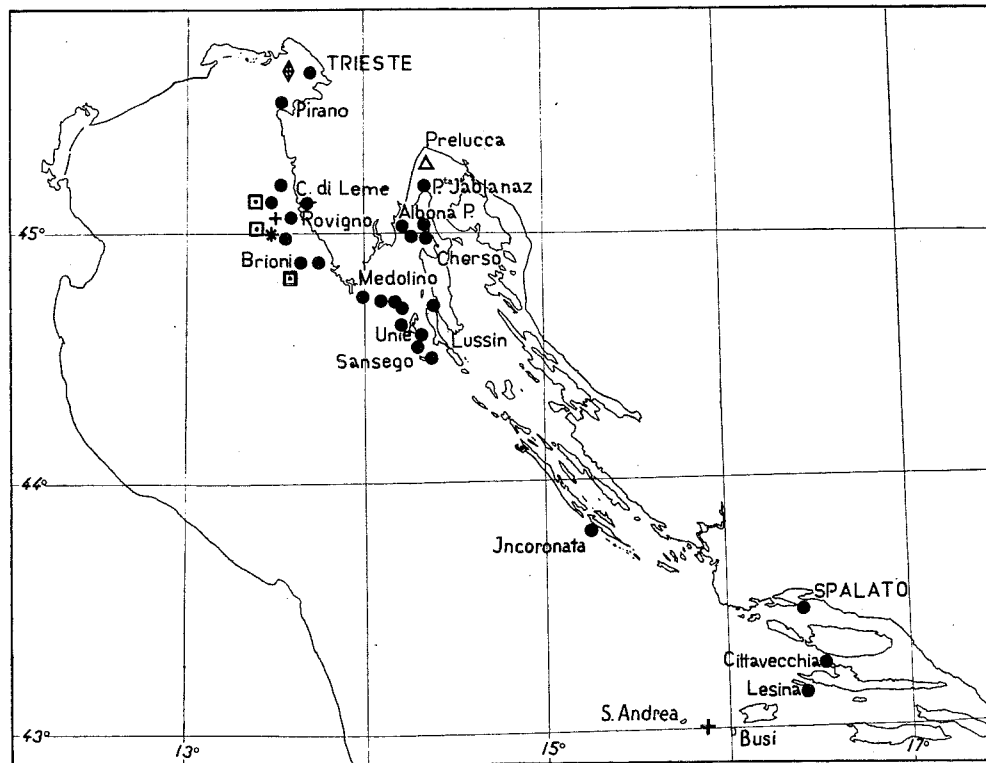 TRIESTE
Pirano
Prelucca
C. di Leme
P.ta Jablanaz
Rovigno
Albona P.
45°
Brioni
Cherso
Medolino
Unie
Lussin
Sansego
44°
Jncoronata
SPALATO
Cittavecchia
Lesina
S. Andrea
Busi
43°
13°
15°
17°